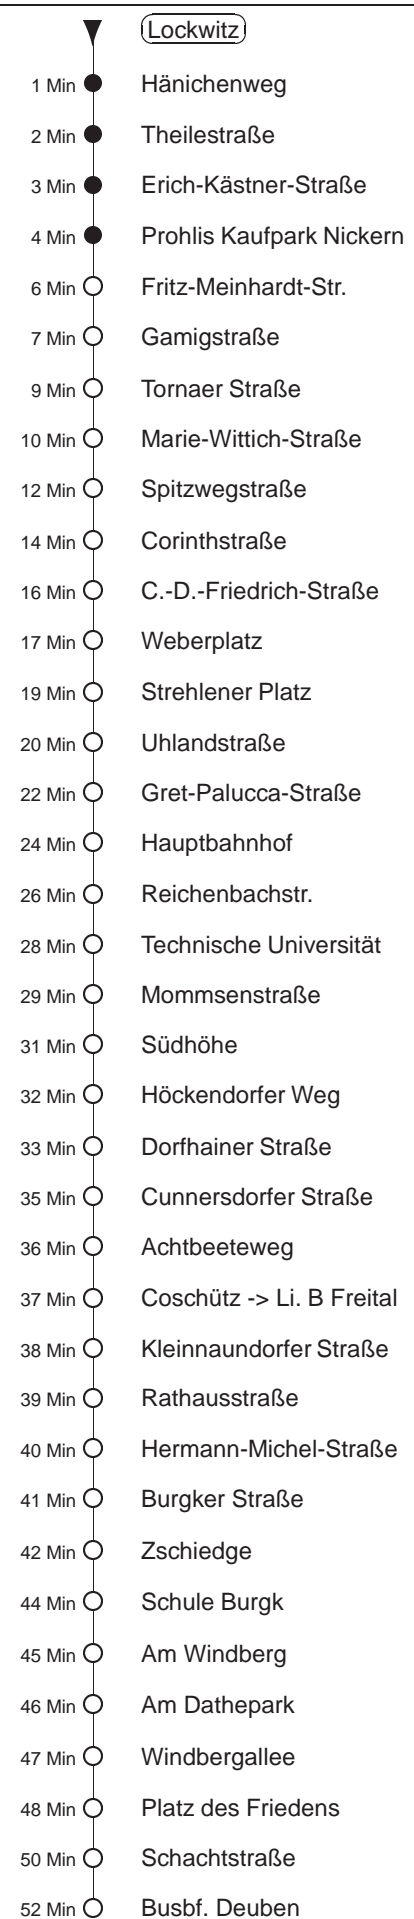 Lockwitz
1 Min Hänichenweg
2 Min Theilestraße
3 Min Erich-Kästner-Straße
4 Min Prohlis Kaufpark Nickern
6 Min Fritz-Meinhardt-Str.
7 Min Gamigstraße
9 Min Tornaer Straße
10 Min Marie-Wittich-Straße
12 Min Spitzwegstraße
14 Min Corinthstraße
16 Min C.-D.-Friedrich-Straße
17 Min Weberplatz
19 Min Strehlener Platz
20 Min Uhlandstraße
22 Min Gret-Palucca-Straße
24 Min Hauptbahnhof
26 Min Reichenbachstr.
28 Min Technische Universität
29 Min Mommsenstraße
31 Min Südhöhe
32 Min Höckendorfer Weg
33 Min Dorfhainer Straße
35 Min Cunnersdorfer Straße
36 Min Achtbeeteweg
37 Min Coschütz -> Li. B Freital
38 Min Kleinnaundorfer Straße
39 Min Rathausstraße
40 Min Hermann-Michel-Straße
41 Min Burgker Straße
42 Min Zschiedge
44 Min Schule Burgk
45 Min Am Windberg
46 Min Am Dathepark
47 Min Windbergallee
48 Min Platz des Friedens
50 Min Schachtstraße
52 Min Busbf. Deuben